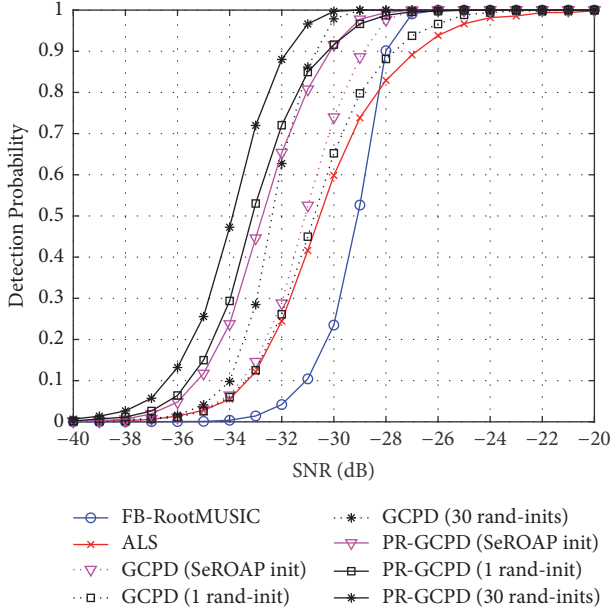 1
0.9
0.8
0.7
0.6
0.5
0.4
0.3
0.2
0.1
0
Detection Probability
−40 −38 −36 −34 −32 −30 −28 −26 −24 −22 −20
SNR (dB)
FB-RootMUSIC
ALS
GCPD (SeROAP init)
GCPD (1 rand-init)
GCPD (30 rand-inits)
PR-GCPD (SeROAP init)
PR-GCPD (1 rand-init)
PR-GCPD (30 rand-inits)